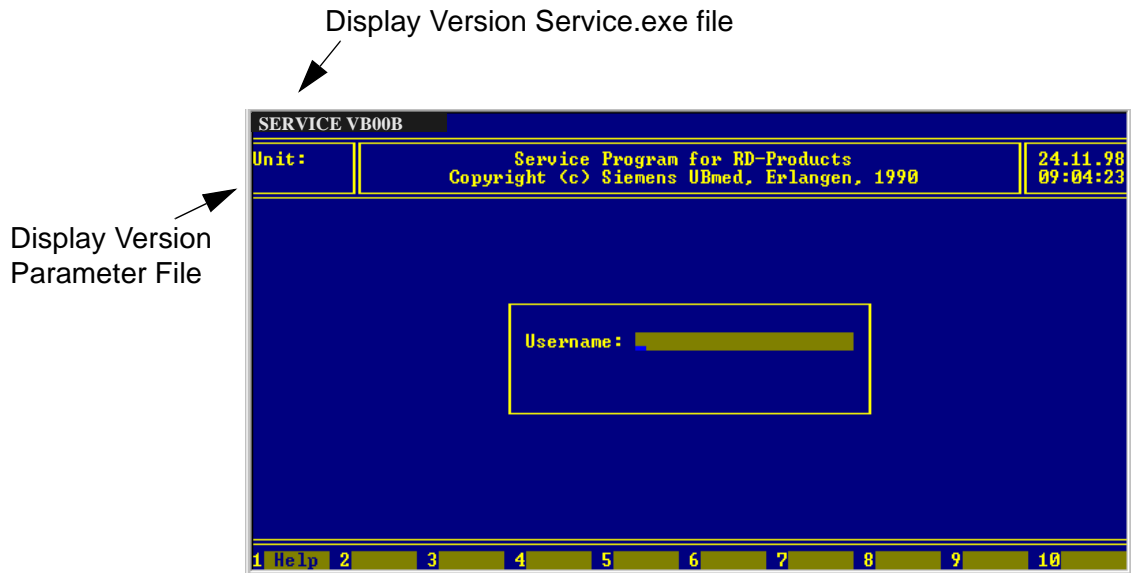 Display Version Service.exe file
SERVICE VB00B
Unit:
Service Program for RD-Products
Copyright (c) Siemens UBmed, Erlangen, 1990
24.11.98
09:04:23
Display Version
Parameter File
Username:
1 Help 2 3 4 5 6 7 8 9 10